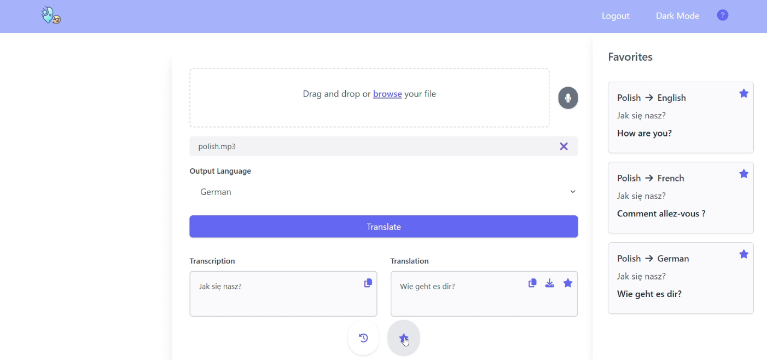 Logout Dark Mode ?
Drag and drop or browse your file
polish.mp3
Output Language
German
Translate
Transcription
Jak się nasz?
Translation
Wie geht es dir?
Favorites
Polish → English
Jak się nasz?
How are you?
Polish → French
Jak się nasz?
Comment allez-vous ?
Polish → German
Jak się nasz?
Wie geht es dir?